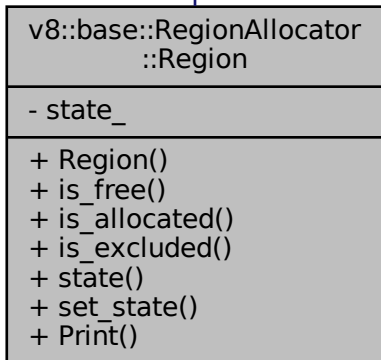 v8::base::RegionAllocator
::Region
- state_
+ Region()
+ is_free()
+ is_allocated()
+ is_excluded()
+ state()
+ set_state()
+ Print()